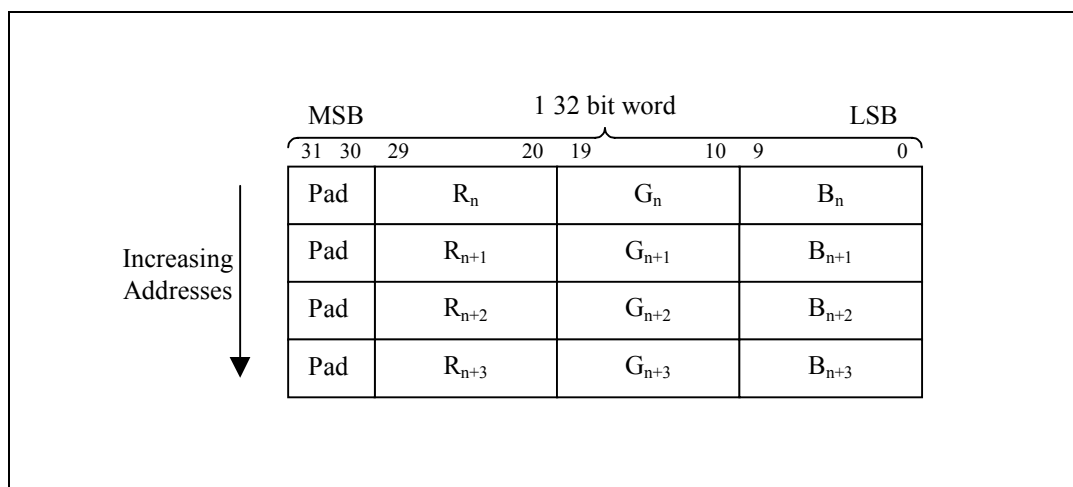 1 32 bit word
MSB LSB
31 30 29 20 19 10 9 0
Pad Rₙ Gₙ Bₙ
Pad Rₙ₊₁ Gₙ₊₁ Bₙ₊₁
Increasing
Addresses
Pad Rₙ₊₂ Gₙ₊₂ Bₙ₊₂
Pad Rₙ₊₃ Gₙ₊₃ Bₙ₊₃